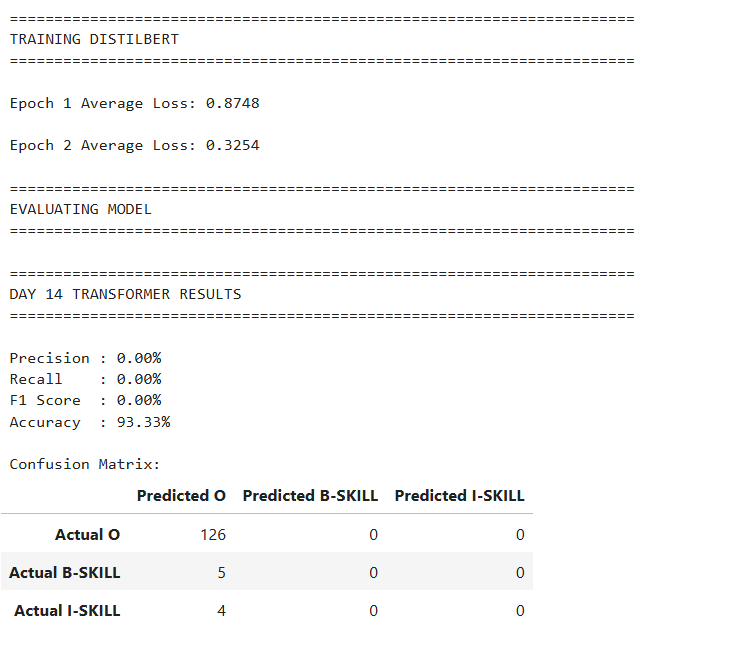 ======================================================================
TRAINING DISTILBERT
======================================================================
Epoch 1 Average Loss: 0.8748
Epoch 2 Average Loss: 0.3254
======================================================================
EVALUATING MODEL
======================================================================
======================================================================
DAY 14 TRANSFORMER RESULTS
======================================================================
Precision : 0.00%
Recall    : 0.00%
F1 Score  : 0.00%
Accuracy  : 93.33%
Confusion Matrix:
Predicted O Predicted B-SKILL Predicted I-SKILL
Actual O 126 0 0
Actual B-SKILL 5 0 0
Actual I-SKILL 4 0 0